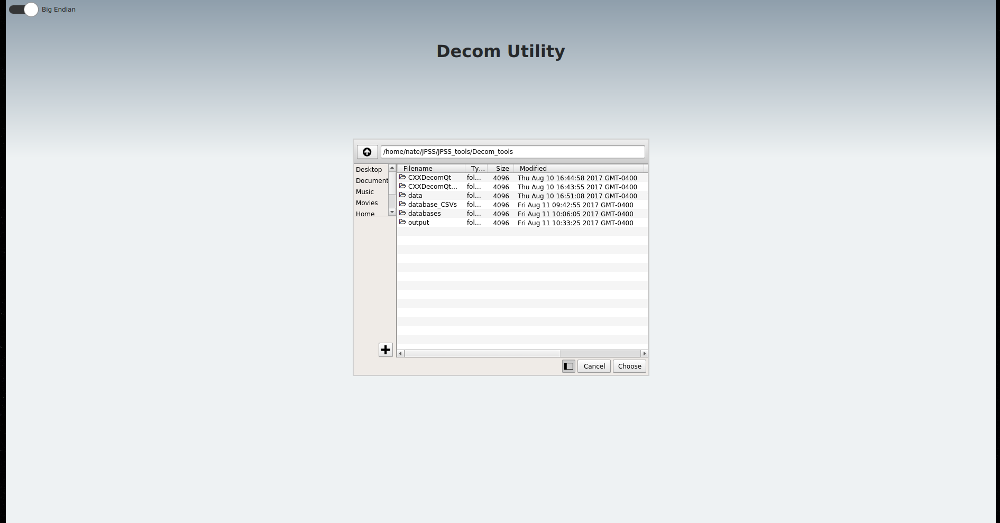 Big Endian
Decom Utility
/home/nate/JPSS/JPSS_tools/Decom_tools
Desktop
Document
Music
Movies
Home
Filename Ty... Size Modified
CXXDecomQt fol... 4096 Thu Aug 10 16:44:58 2017 GMT-0400
CXXDecomQt... fol... 4096 Thu Aug 10 16:43:55 2017 GMT-0400
data fol... 4096 Thu Aug 10 16:51:08 2017 GMT-0400
database_CSVs fol... 4096 Fri Aug 11 09:42:55 2017 GMT-0400
databases fol... 4096 Fri Aug 11 10:06:05 2017 GMT-0400
output fol... 4096 Fri Aug 11 10:33:25 2017 GMT-0400
Cancel Choose